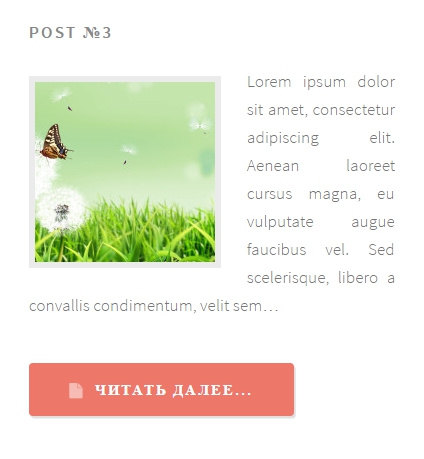 POST №3
Lorem ipsum dolor
sit amet, consectetur
adipiscing elit.
Aenean laoreet
cursus magna, eu
vulputate augue
faucibus vel. Sed
scelerisque, libero a
convallis condimentum, velit sem…
ЧИТАТЬ ДАЛЕЕ...